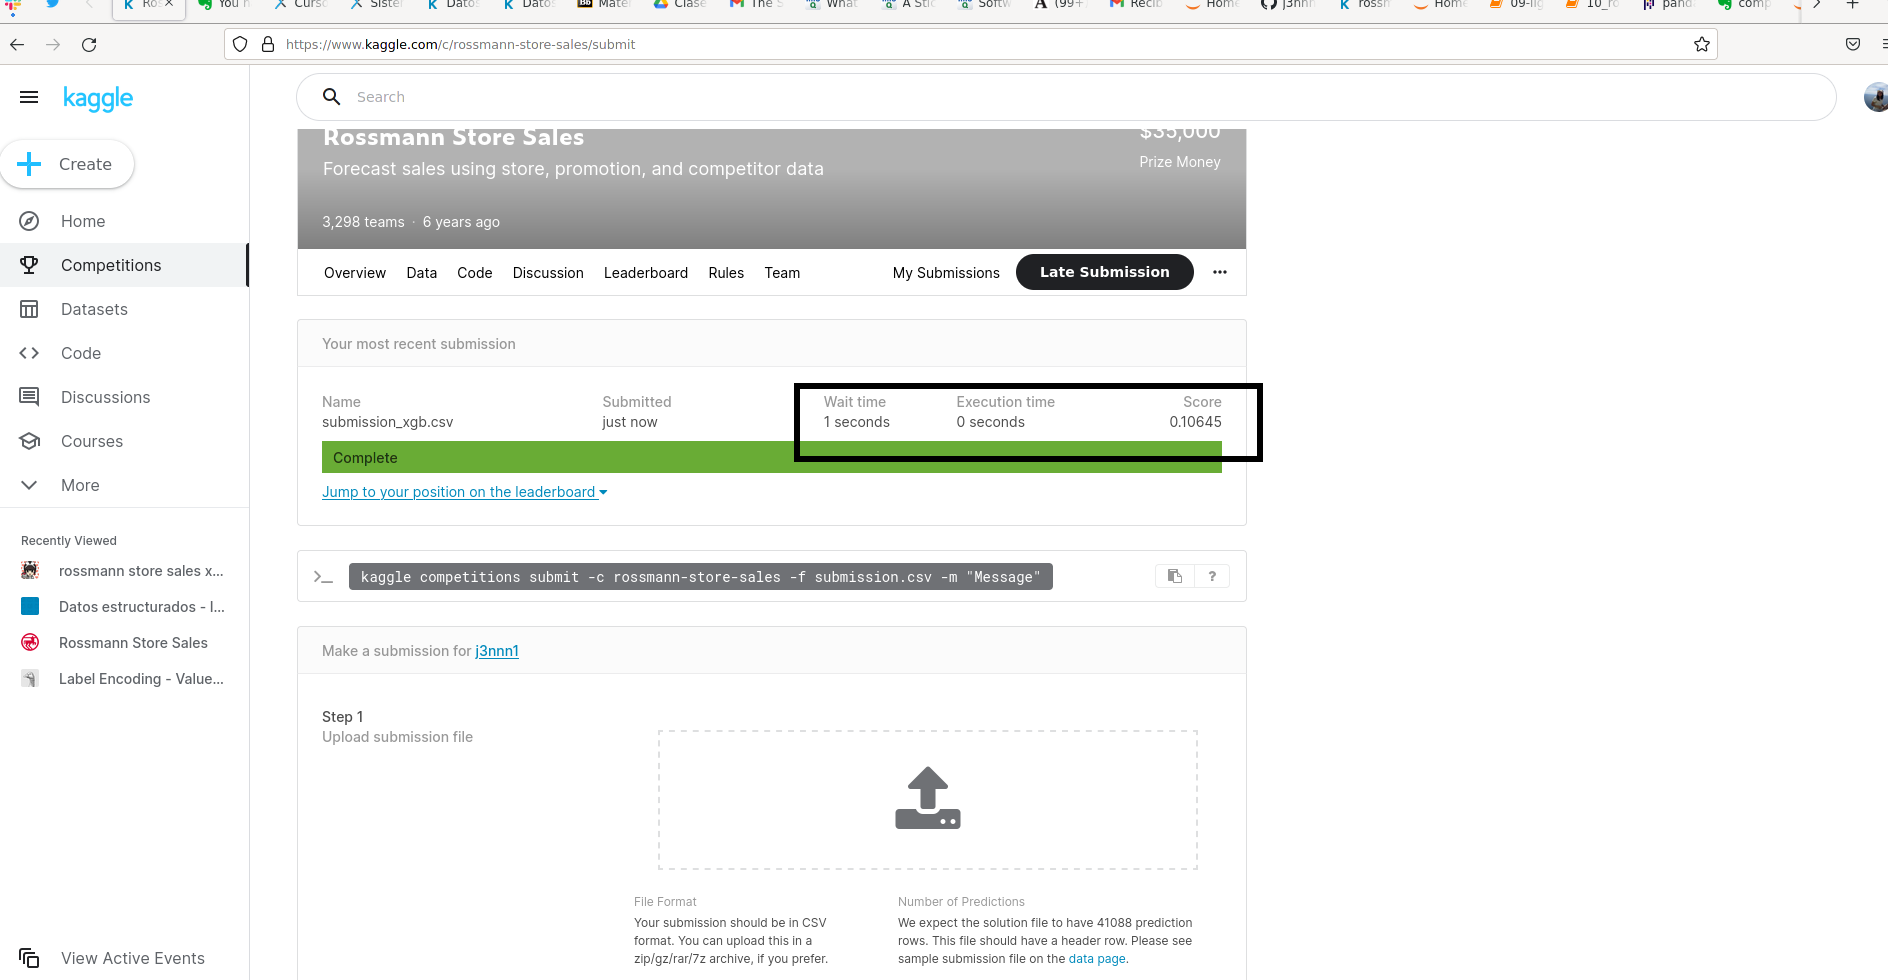 Ros
You h
Curso
Sister
Datos
Datos
Mater
Clase
The S
What
A Stic
Softw
(99+
Recib
Home
j3nnn
rossm
Home
09-lig
10_ro
panda
comp
https://www.kaggle.com/c/rossmann-store-sales/submit
kaggle
Search
Create
Home
Competitions
Datasets
Code
Discussions
Courses
More
Recently Viewed
rossmann store sales x...
Datos estructurados - I...
Rossmann Store Sales
Label Encoding - Value...
View Active Events
Rossmann Store Sales
$35,000
Forecast sales using store, promotion, and competitor data
Prize Money
3,298 teams · 6 years ago
Overview Data Code Discussion Leaderboard Rules Team My Submissions Late Submission
Your most recent submission
Name Submitted Wait time Execution time Score
submission_xgb.csv just now 1 seconds 0 seconds 0.10645
Complete
Jump to your position on the leaderboard
>_ kaggle competitions submit -c rossmann-store-sales -f submission.csv -m "Message" ?
Make a submission for j3nnn1
Step 1
Upload submission file
File Format
Your submission should be in CSV
format. You can upload this in a
zip/gz/rar/7z archive, if you prefer.
Number of Predictions
We expect the solution file to have 41088 prediction
rows. This file should have a header row. Please see
sample submission file on the data page.